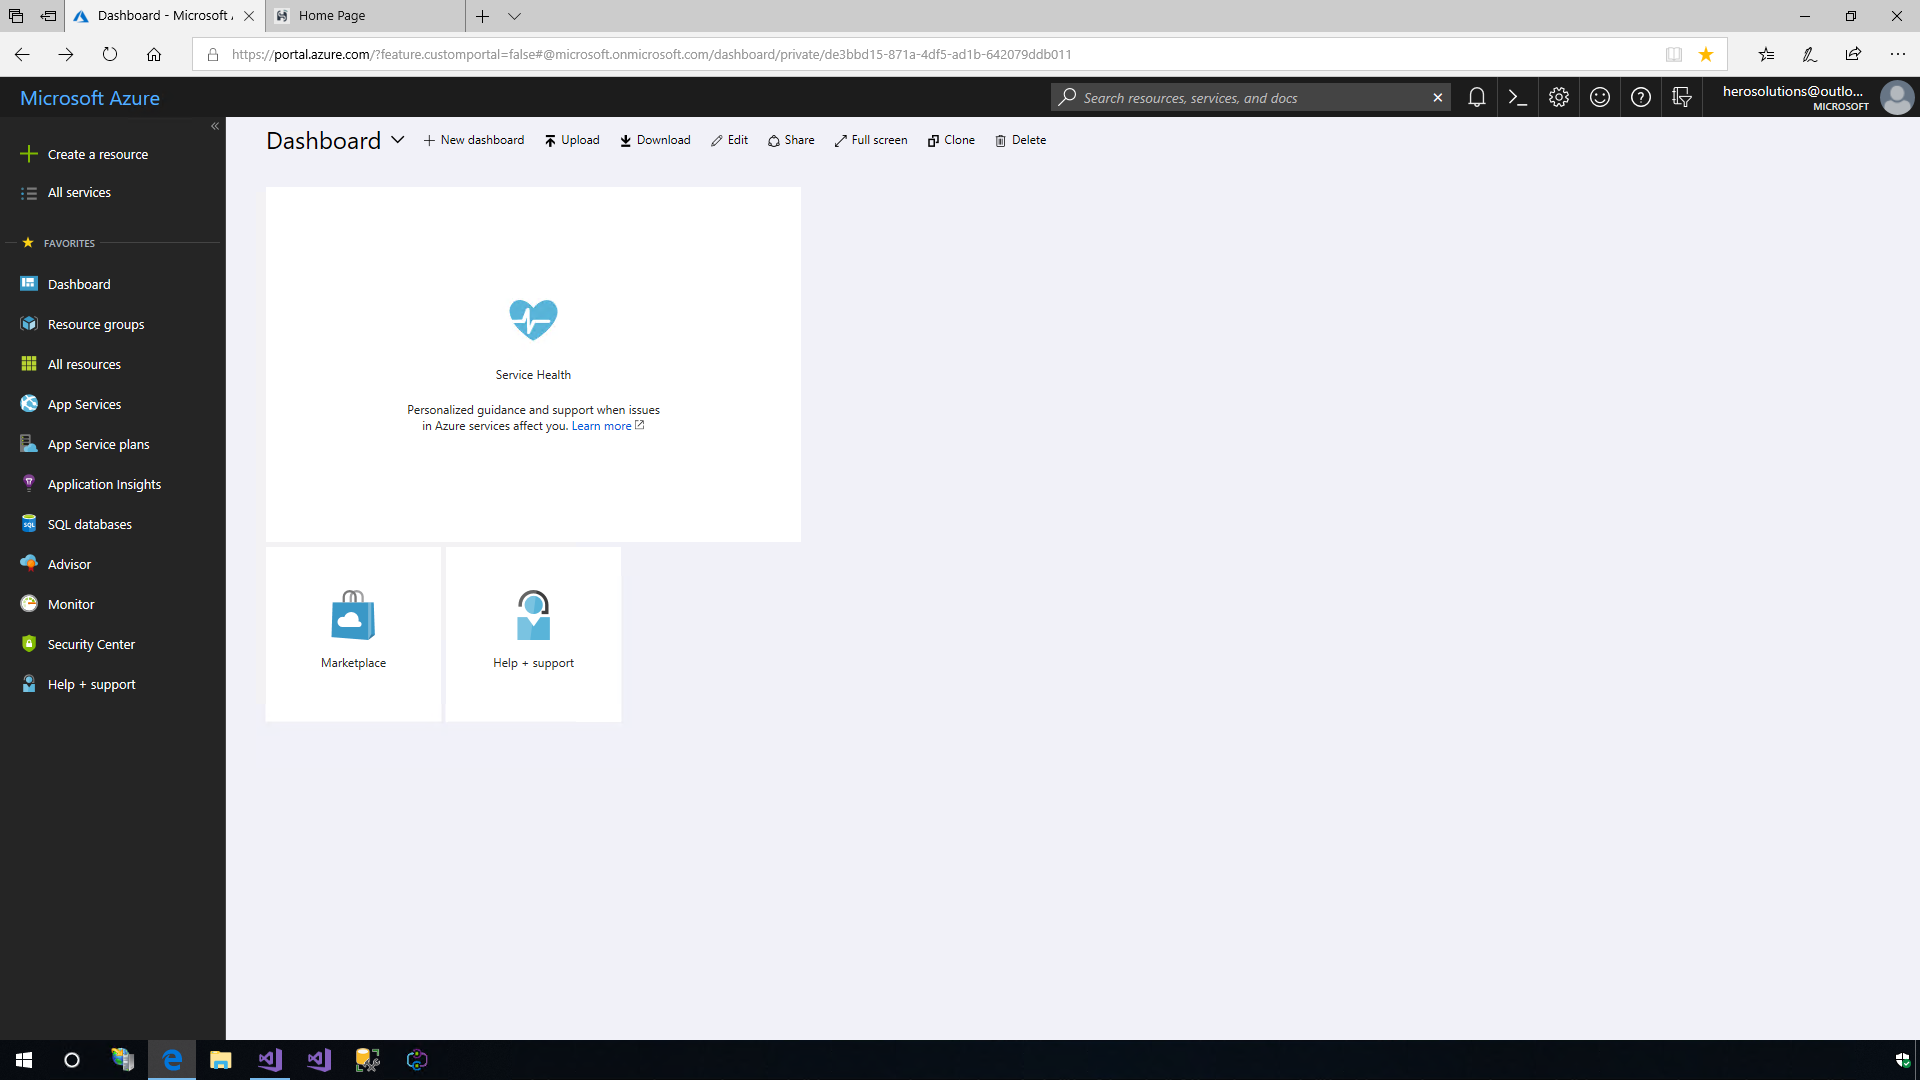 Dashboard - Microsoft A
Home Page
https://portal.azure.com/?feature.customportal=false#@microsoft.onmicrosoft.com/dashboard/private/de3bbd15-871a-4df5-ad1b-642079ddb011
Microsoft Azure
Search resources, services, and docs
herosolutions@outlo...
MICROSOFT
Create a resource
All services
FAVORITES
Dashboard
Resource groups
All resources
App Services
App Service plans
Application Insights
SQL databases
Advisor
Monitor
Security Center
Help + support
Dashboard
New dashboard
Upload
Download
Edit
Share
Full screen
Clone
Delete
Service Health
Personalized guidance and support when issues
in Azure services affect you. Learn more
Marketplace
Help + support